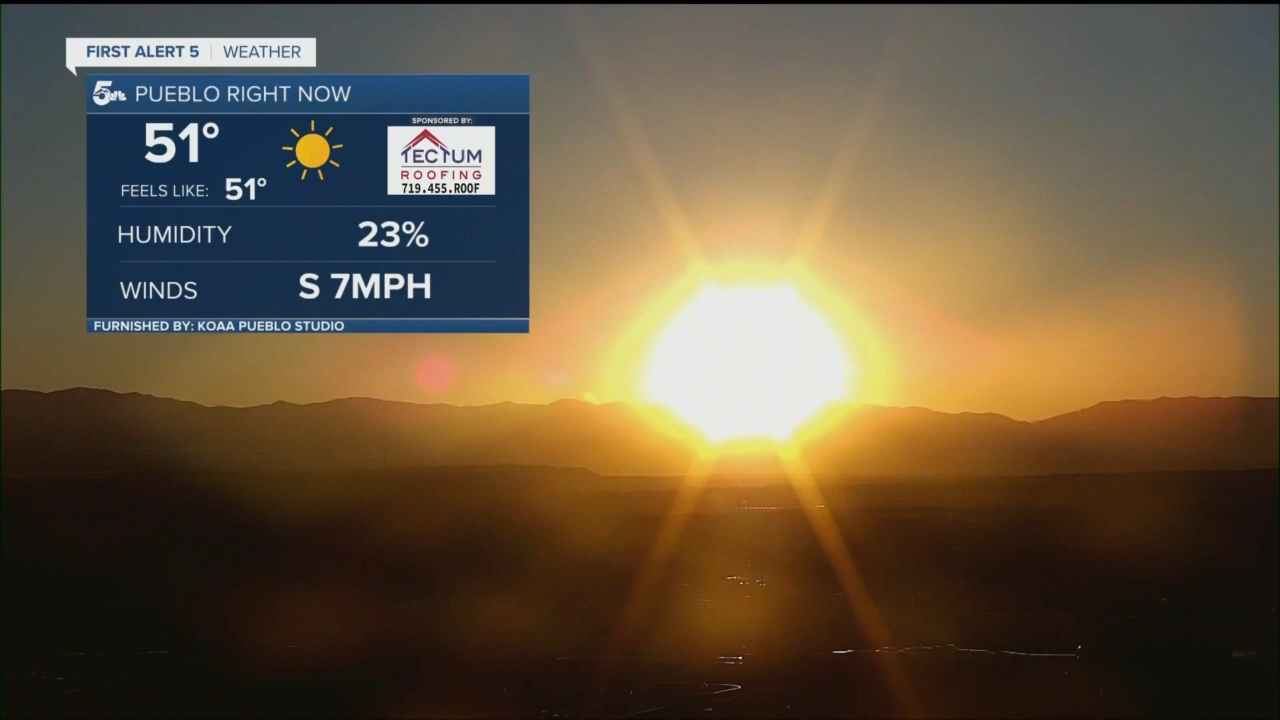 FIRST ALERT 5 | WEATHER
5 PUEBLO RIGHT NOW
51°
SPONSORED BY:
TECTUM
ROOFING
719.455.ROOF
FEELS LIKE: 51°
HUMIDITY 23%
WINDS S 7MPH
FURNISHED BY: KOAA PUEBLO STUDIO